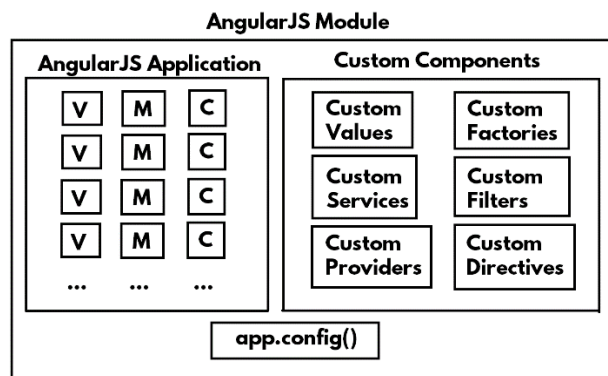 AngularJS Module
AngularJS Application
V M C
V M C
V M C
V M C
... ... ...
Custom Components
Custom
Values
Custom
Factories
Custom
Services
Custom
Filters
Custom
Providers
Custom
Directives
app.config()